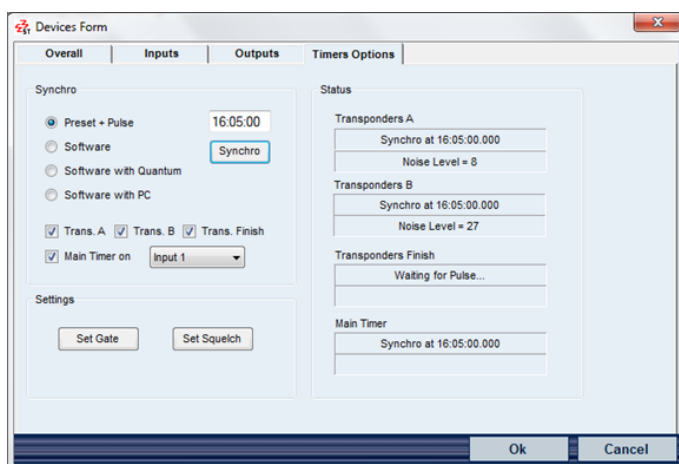 Devices Form
Overall Inputs Outputs Timers Options
Synchro
Preset + Pulse 16:05:00
Software Synchro
Software with Quantum
Software with PC
Trans. A Trans. B Trans. Finish
Main Timer on Input 1
Settings
Set Gate Set Squelch
Status
Transponders A
Synchro at 16:05:00.000
Noise Level = 8
Transponders B
Synchro at 16:05:00.000
Noise Level = 27
Transponders Finish
Waiting for Pulse...
Main Timer
Synchro at 16:05:00.000
Ok Cancel